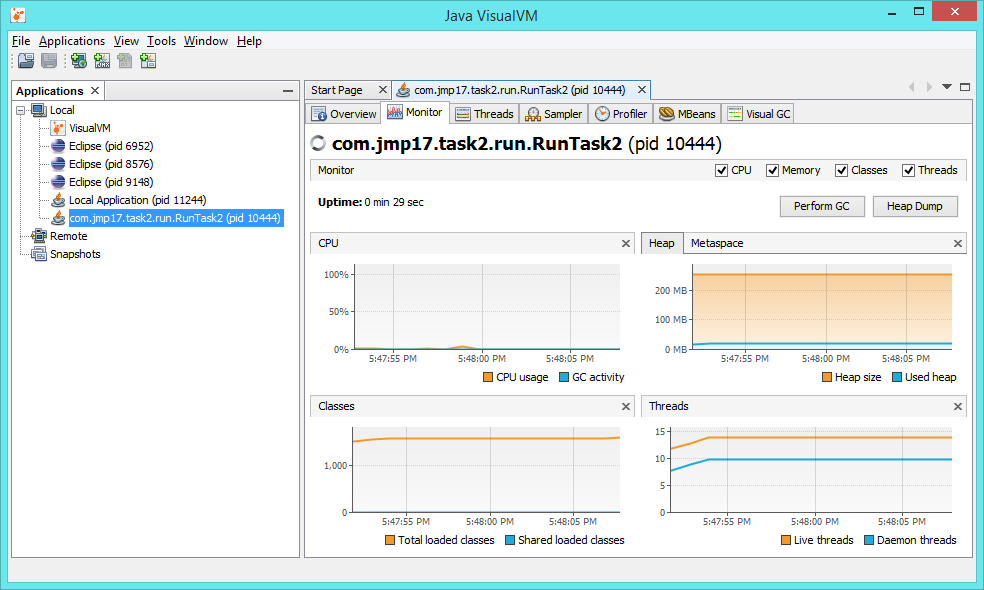 Java VisualVM
File Applications View Tools Window Help
Applications
Local
VisualVM
Eclipse (pid 6952)
Eclipse (pid 8576)
Eclipse (pid 9148)
Local Application (pid 11244)
com.jmp17.task2.run.RunTask2 (pid 10444)
Remote
Snapshots
Start Page com.jmp17.task2.run.RunTask2 (pid 10444)
Overview Monitor Threads Sampler Profiler MBeans Visual GC
com.jmp17.task2.run.RunTask2 (pid 10444)
Monitor CPU Memory Classes Threads
Uptime: 0 min 29 sec Perform GC Heap Dump
CPU
100%
50%
0%
5:47:55 PM 5:48:00 PM 5:48:05 PM
CPU usage GC activity
Heap Metaspace
200 MB
100 MB
0 MB
5:47:55 PM 5:48:00 PM 5:48:05 PM
Heap size Used heap
Classes
1,000
0
5:47:55 PM 5:48:00 PM 5:48:05 PM
Total loaded classes Shared loaded classes
Threads
15
10
5
0
5:47:55 PM 5:48:00 PM 5:48:05 PM
Live threads Daemon threads